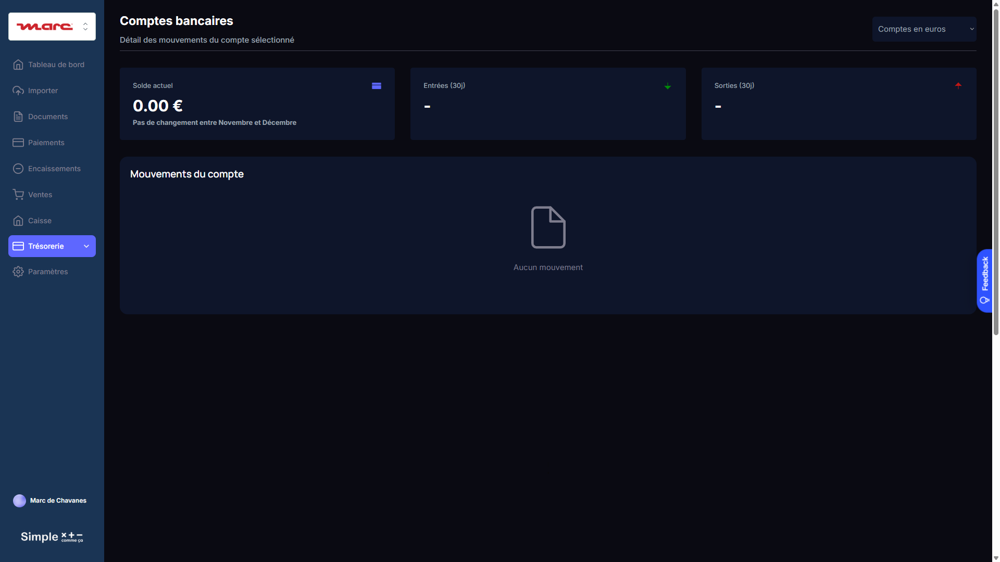 marc
Tableau de bord
Importer
Documents
Paiements
Encaissements
Ventes
Caisse
Trésorerie
Paramètres
Marc de Chavanes
Simple comme ça
Comptes bancaires
Détail des mouvements du compte sélectionné
Comptes en euros
Solde actuel
0.00 €
Pas de changement entre Novembre et Décembre
Entrées (30j)
-
Sorties (30j)
-
Mouvements du compte
Aucun mouvement
Feedback